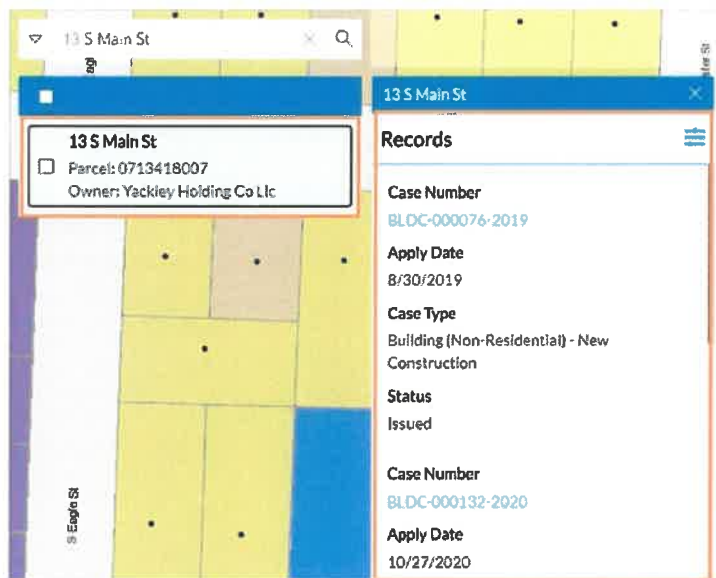 13 S Main St
13 S Main St
Parcel: 0713418007
Owner: Yackley Holding Co Llc
S Eagle St
13 S Main St
Records
Case Number
BLDC-000076-2019
Apply Date
8/30/2019
Case Type
Building (Non-Residential) - New
Construction
Status
Issued
Case Number
BLDC-000132-2020
Apply Date
10/27/2020